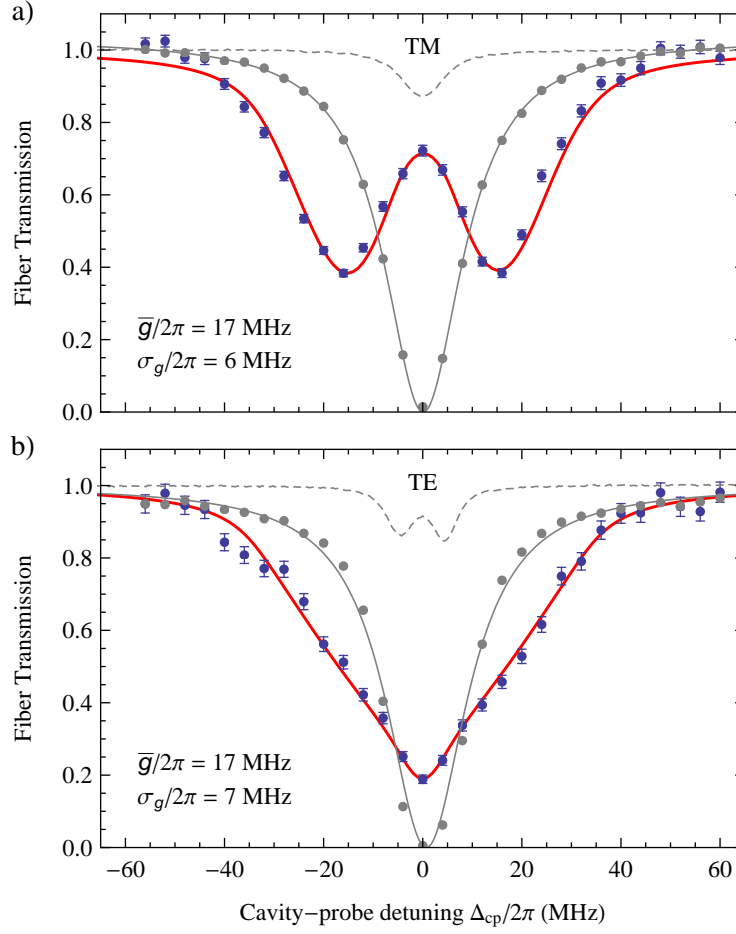 a)
TM
1.0
0.8
0.6
0.4
0.2
0.0
Fiber Transmission
g̅/2π = 17 MHz
σg/2π = 6 MHz
b)
TE
1.0
0.8
0.6
0.4
0.2
0.0
Fiber Transmission
g̅/2π = 17 MHz
σg/2π = 7 MHz
−60 −40 −20 0 20 40 60
Cavity−probe detuning Δcp/2π (MHz)